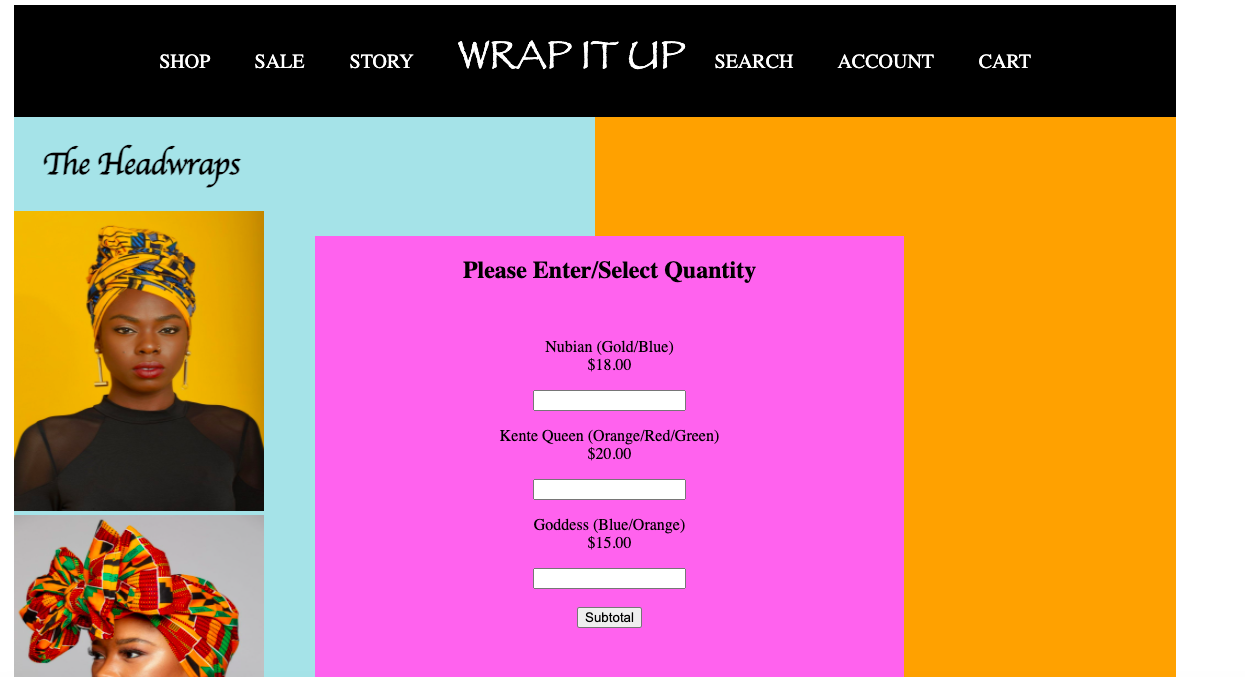 SHOP SALE STORY WRAP IT UP SEARCH ACCOUNT CART
The Headwraps
Please Enter/Select Quantity
Nubian (Gold/Blue)
$18.00
Kente Queen (Orange/Red/Green)
$20.00
Goddess (Blue/Orange)
$15.00
Subtotal